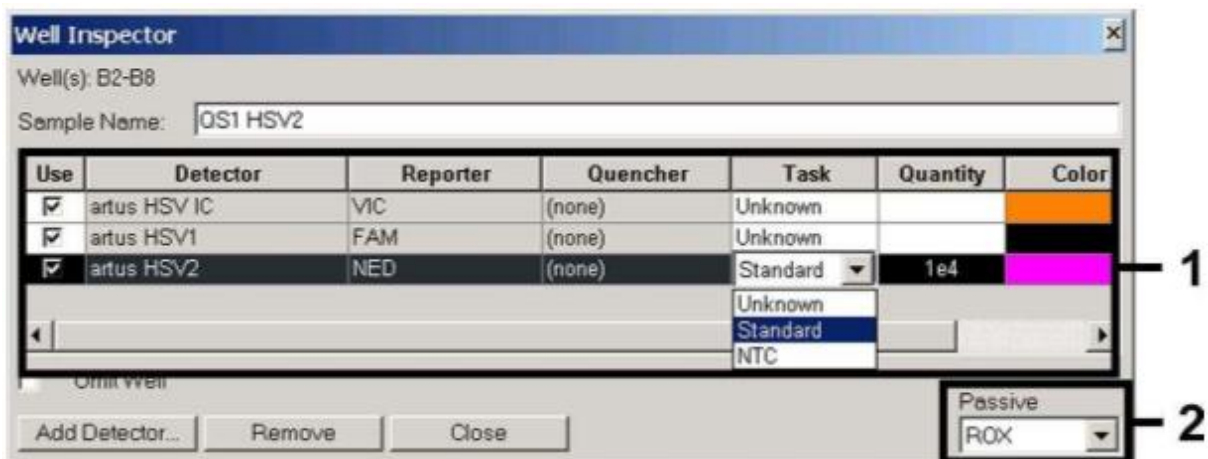 Well Inspector
Well(s): B2-B8
Sample Name: QS1 HSV2
Use Detector Reporter Quencher Task Quantity Color
artus HSV IC VIC (none) Unknown
artus HSV1 FAM (none) Unknown
artus HSV2 NED (none) Standard 1e4 1
Unknown
Standard
NTC
Omit Well
Passive
Add Detector... Remove Close ROX 2